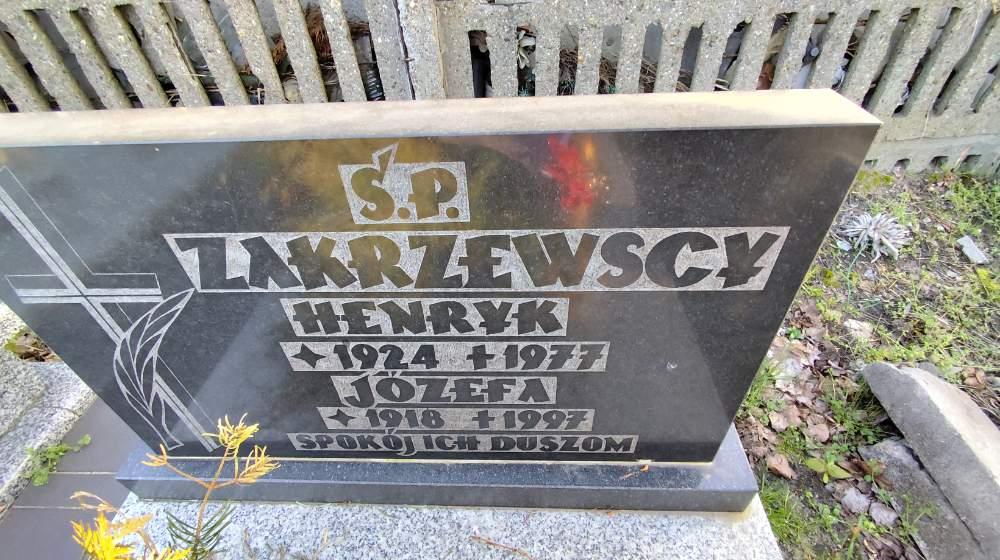 Ś.P.
ZAKRZEWSCY
HENRYK
✦ 1924 ✝ 1977
JÓZEFA
✦ 1918 ✝ 1997
SPOKÓJ ICH DUSZOM